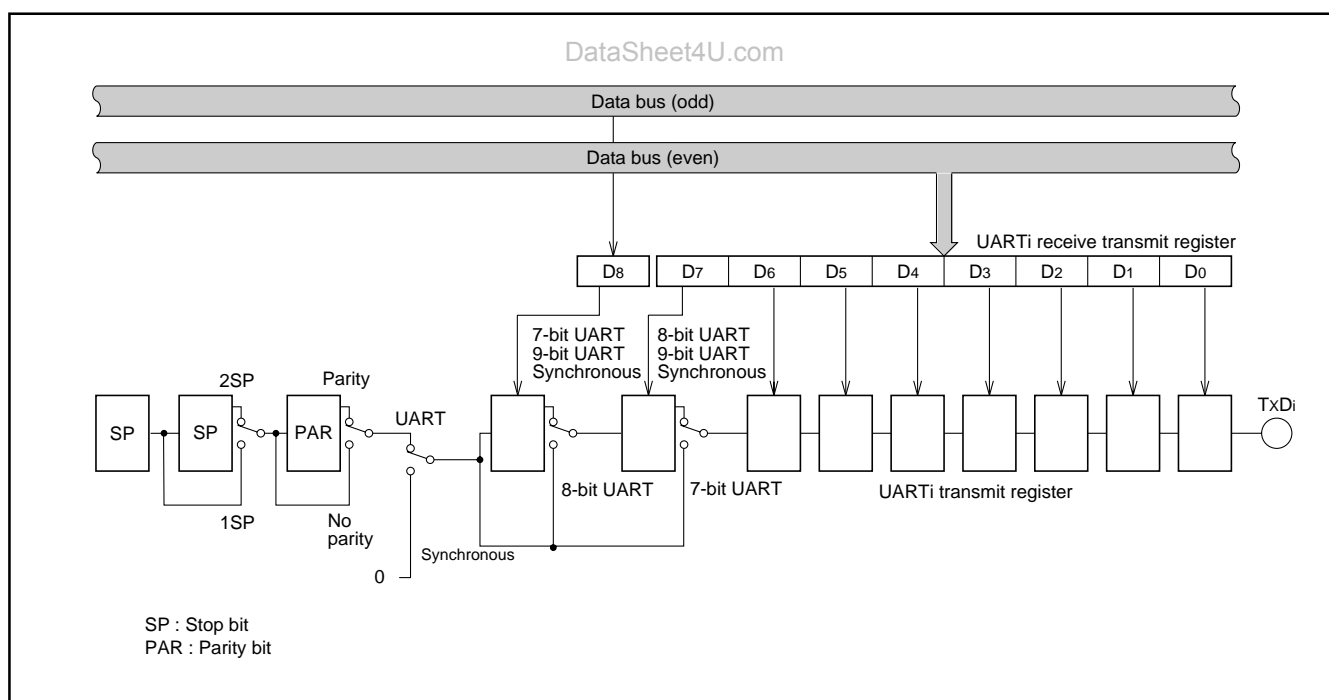 DataSheet4U.com
Data bus (odd)
Data bus (even)
UARTi receive transmit register
D8
D7
D6
D5
D4
D3
D2
D1
D0
7-bit UART
9-bit UART
Synchronous
8-bit UART
9-bit UART
Synchronous
2SP
Parity
UART
TxDi
SP
SP
PAR
8-bit UART
7-bit UART
UARTi transmit register
1SP
No
parity
Synchronous
0
SP : Stop bit
PAR : Parity bit